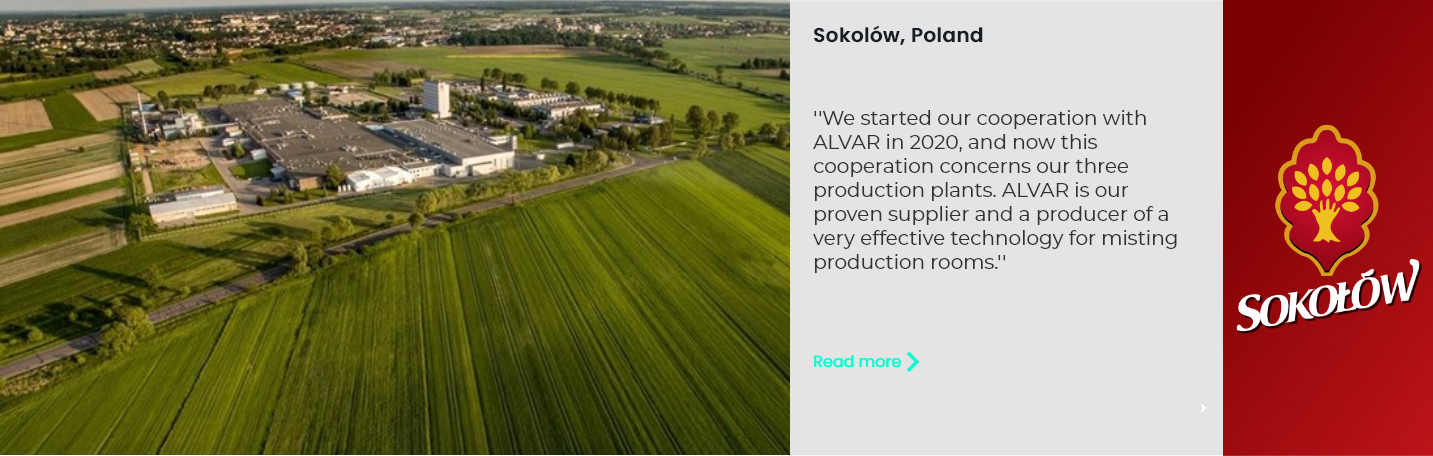 Sokolów, Poland
''We started our cooperation with
ALVAR in 2020, and now this
cooperation concerns our three
production plants. ALVAR is our
proven supplier and a producer of a
very effective technology for misting
production rooms.''
Read more
SOKOŁÓW